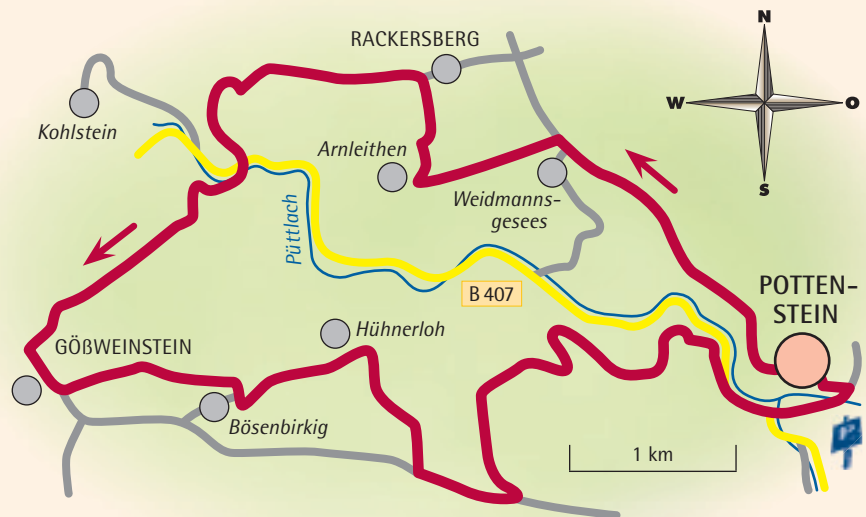 RACKERSBERG
N
W
O
S
Kohlstein
Arnleithen
Weidmanns-
gesees
Püttlach
B 407
POTTEN-
STEIN
Hühnerloh
GÖẞWEINSTEIN
Bösenbirkig
1 km